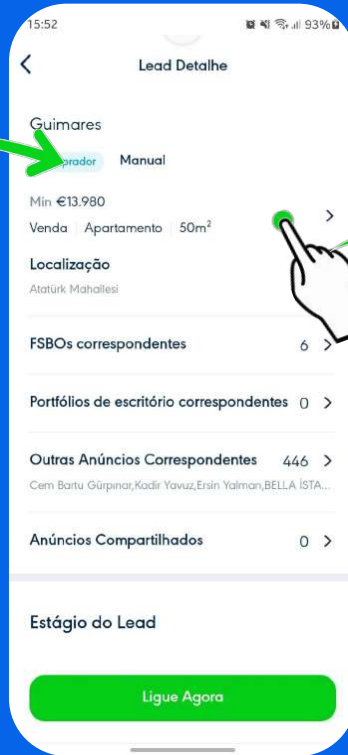 15:52
93%
Lead Detalhe
Guimares
Manual
Min €13.980
Venda Apartamento 50m²
Localização
Atatürk Mahallesi
FSBOs correspondentes 6
Portfólios de escritório correspondentes 0
Outras Anúncios Correspondentes 446
Cem Bartu Gürpınar,Kadir Yavuz,Ersin Yalman,BELLA İSTA...
Anúncios Compartilhados 0
Estágio do Lead
Ligue Agora